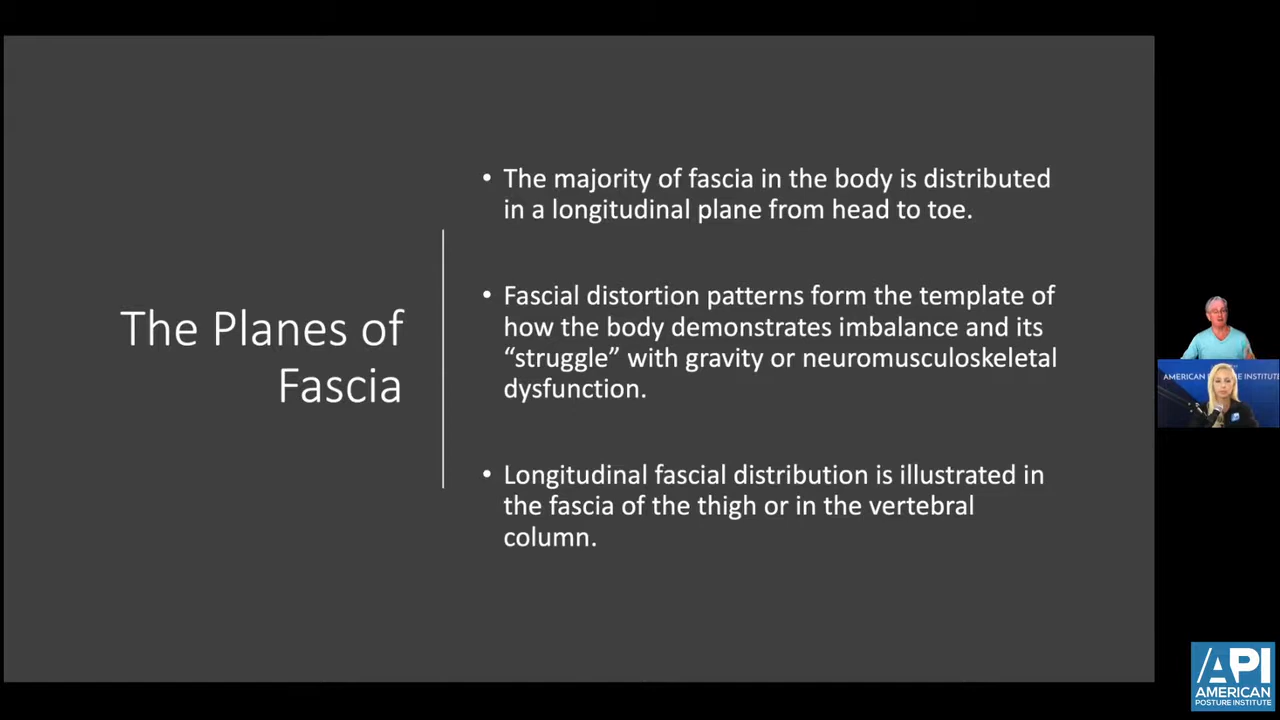 The Planes of
Fascia
• The majority of fascia in the body is distributed
in a longitudinal plane from head to toe.
• Fascial distortion patterns form the template of
how the body demonstrates imbalance and its
“struggle” with gravity or neuromusculoskeletal
dysfunction.
• Longitudinal fascial distribution is illustrated in
the fascia of the thigh or in the vertebral
column.
AMERICAN POSTURE INSTITUTE
API
AMERICAN
POSTURE INSTITUTE